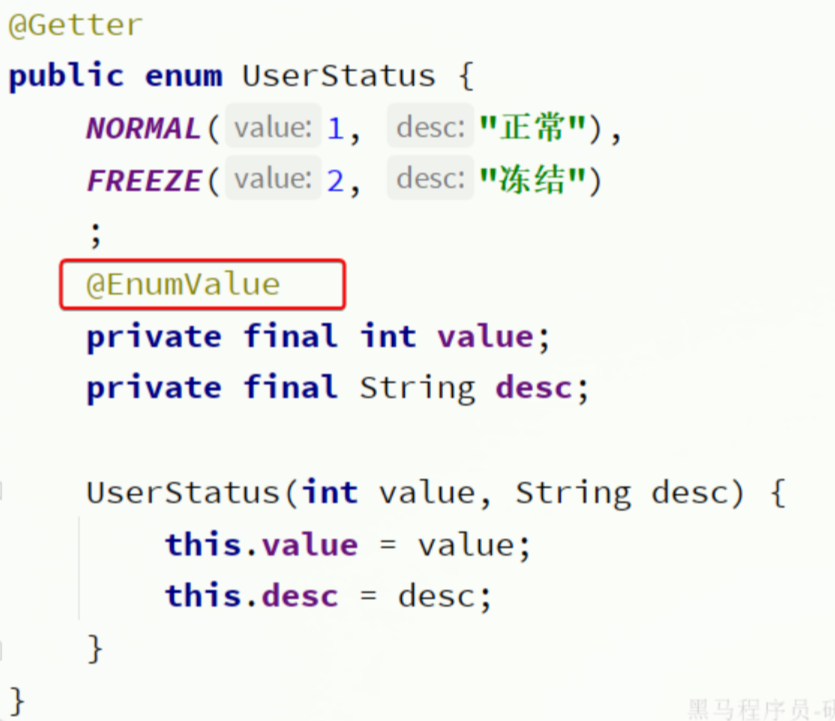 @Getter
public enum UserStatus {
NORMAL( value: 1, desc: "正常"),
FREEZE( value: 2, desc: "冻结")
;
@EnumValue
private final int value;
private final String desc;
UserStatus(int value, String desc) {
this.value = value;
this.desc = desc;
}
}
黑马程序员-研